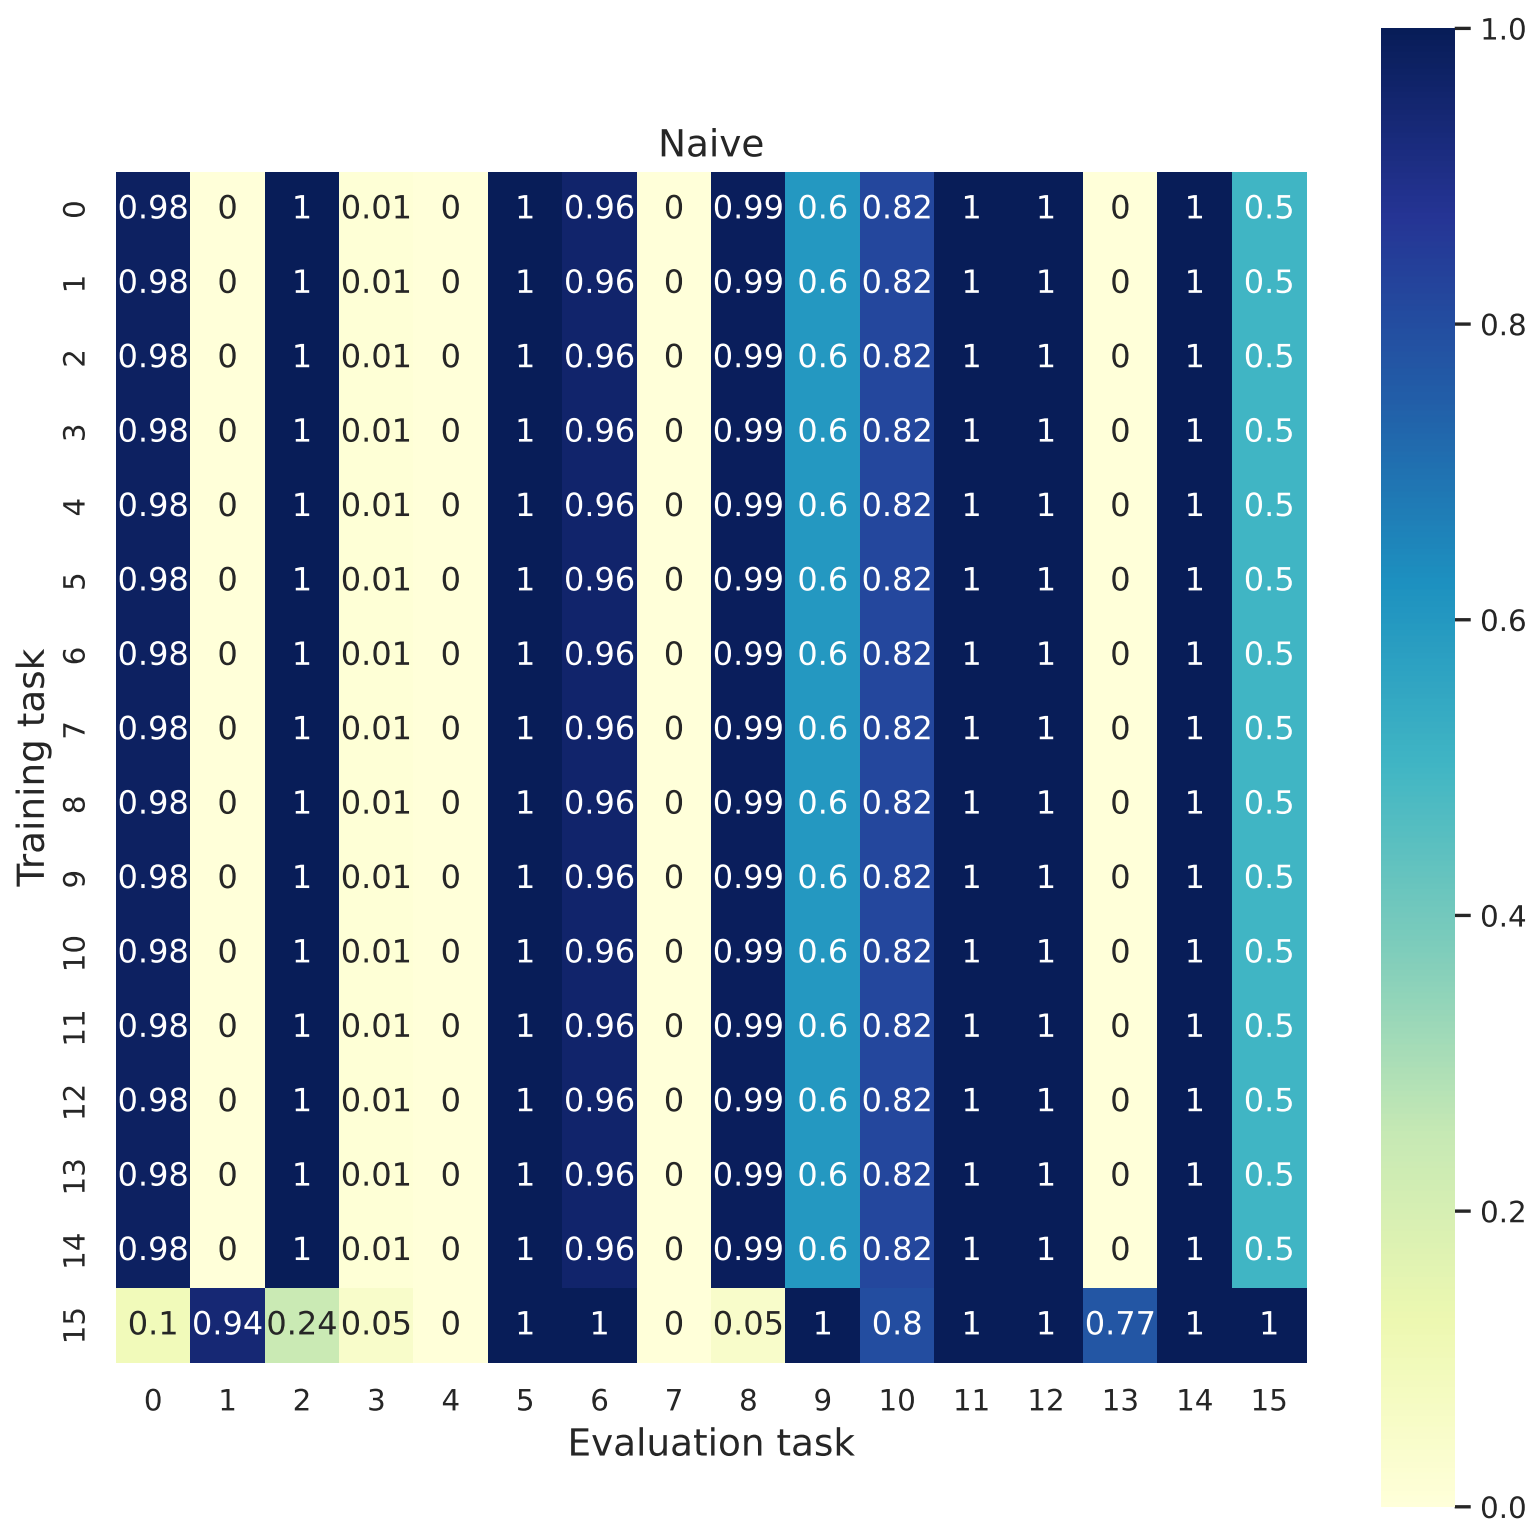 Naive
1.0
0 0.98 0 1 0.01 0 1 0.96 0 0.99 0.6 0.82 1 1 0 1 0.5
1 0.98 0 1 0.01 0 1 0.96 0 0.99 0.6 0.82 1 1 0 1 0.5
0.8
2 0.98 0 1 0.01 0 1 0.96 0 0.99 0.6 0.82 1 1 0 1 0.5
3 0.98 0 1 0.01 0 1 0.96 0 0.99 0.6 0.82 1 1 0 1 0.5
4 0.98 0 1 0.01 0 1 0.96 0 0.99 0.6 0.82 1 1 0 1 0.5
5 0.98 0 1 0.01 0 1 0.96 0 0.99 0.6 0.82 1 1 0 1 0.5
0.6
6 0.98 0 1 0.01 0 1 0.96 0 0.99 0.6 0.82 1 1 0 1 0.5
7 0.98 0 1 0.01 0 1 0.96 0 0.99 0.6 0.82 1 1 0 1 0.5
Training task
8 0.98 0 1 0.01 0 1 0.96 0 0.99 0.6 0.82 1 1 0 1 0.5
9 0.98 0 1 0.01 0 1 0.96 0 0.99 0.6 0.82 1 1 0 1 0.5
0.4
10 0.98 0 1 0.01 0 1 0.96 0 0.99 0.6 0.82 1 1 0 1 0.5
11 0.98 0 1 0.01 0 1 0.96 0 0.99 0.6 0.82 1 1 0 1 0.5
12 0.98 0 1 0.01 0 1 0.96 0 0.99 0.6 0.82 1 1 0 1 0.5
13 0.98 0 1 0.01 0 1 0.96 0 0.99 0.6 0.82 1 1 0 1 0.5
0.2
14 0.98 0 1 0.01 0 1 0.96 0 0.99 0.6 0.82 1 1 0 1 0.5
15 0.1 0.94 0.24 0.05 0 1 1 0 0.05 1 0.8 1 1 0.77 1 1
0 1 2 3 4 5 6 7 8 9 10 11 12 13 14 15
Evaluation task
0.0